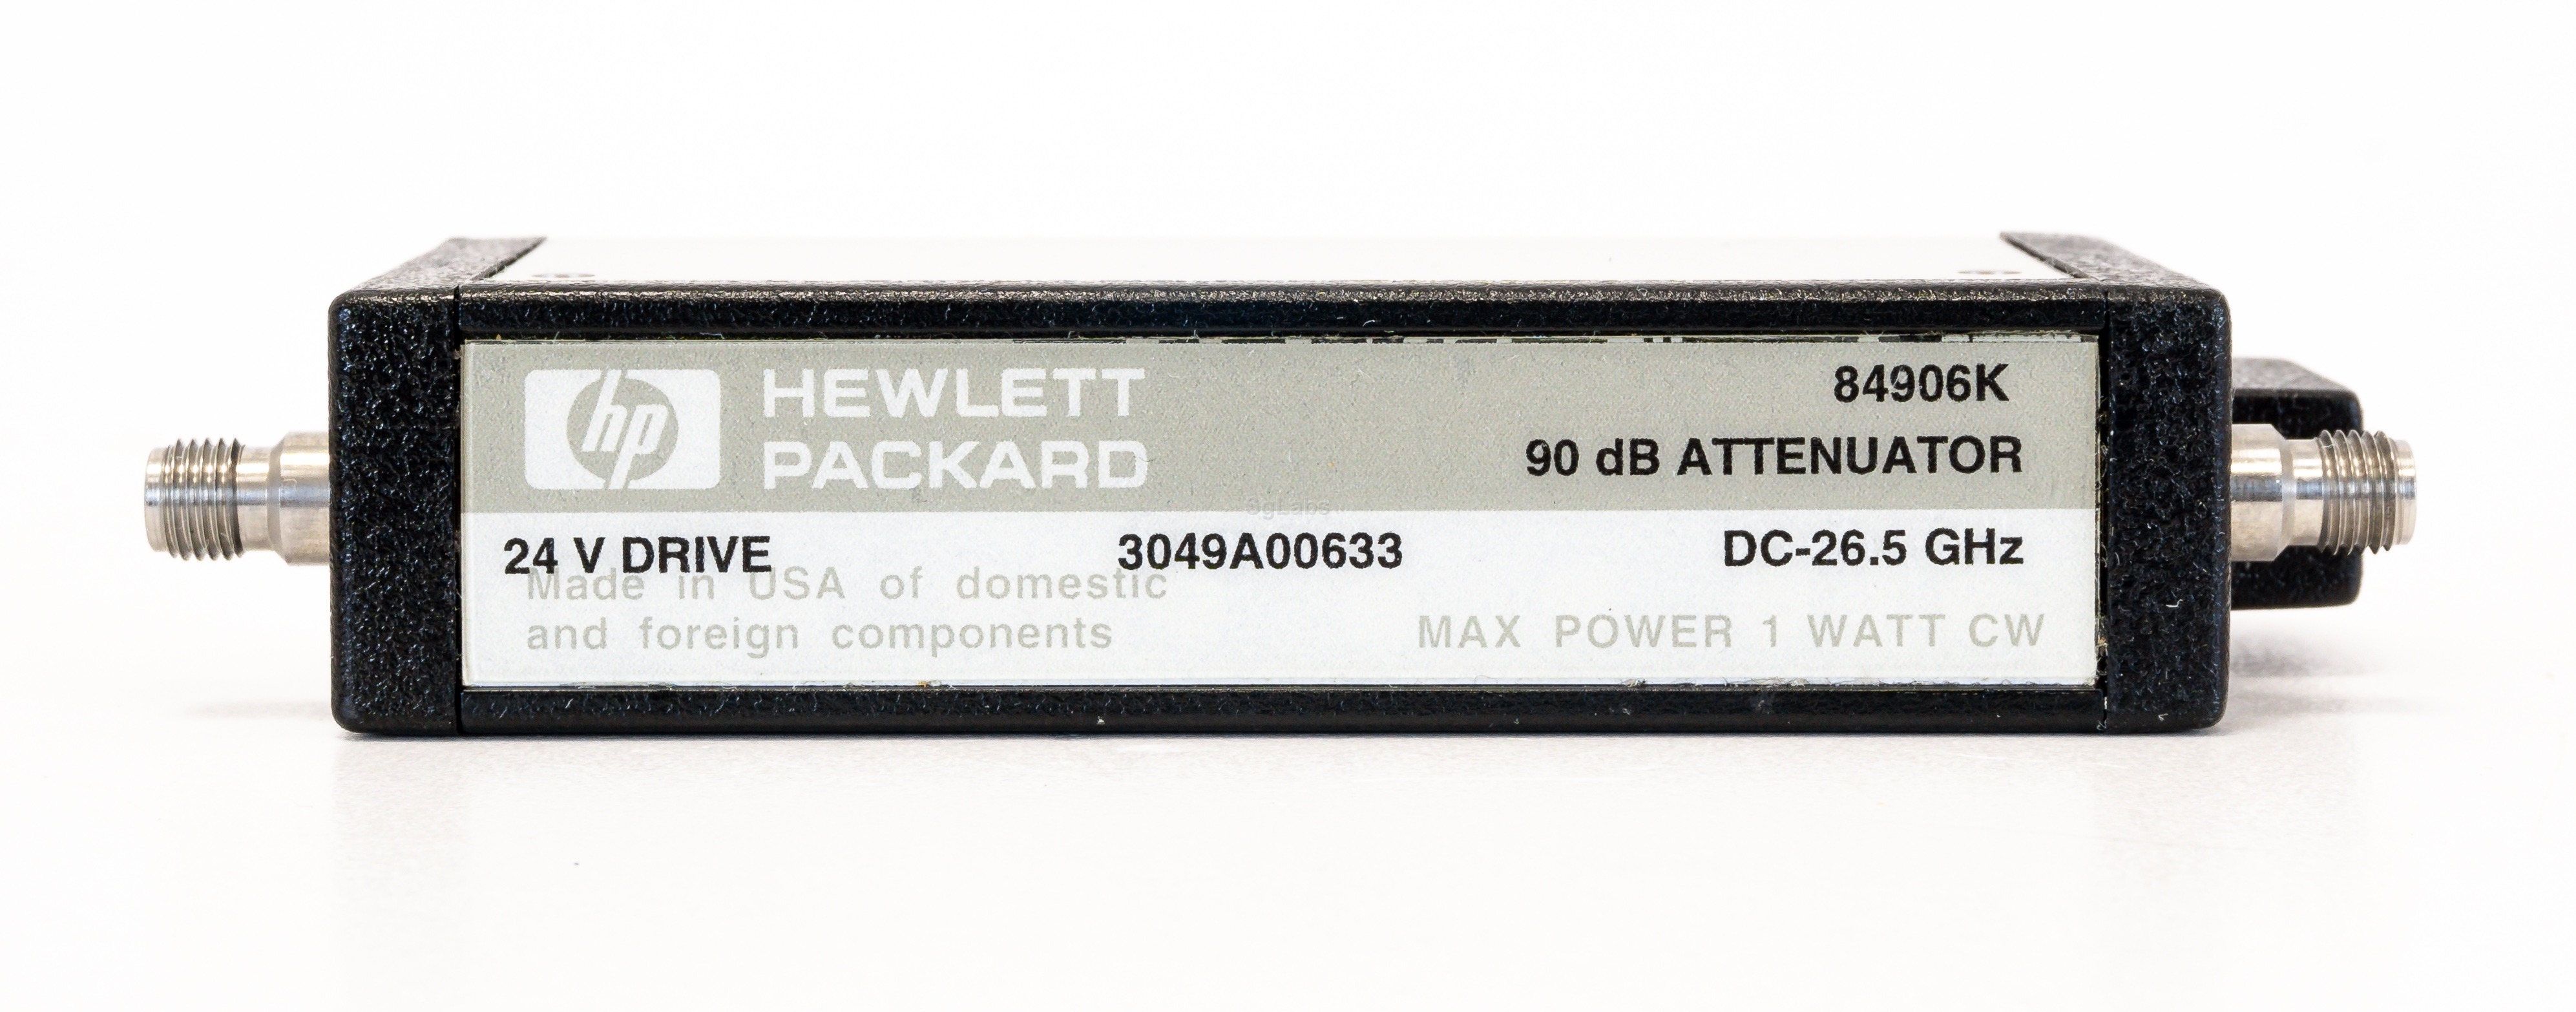 hp HEWLETT
PACKARD
84906K
90 dB ATTENUATOR
24 V DRIVE 3049A00633 DC-26.5 GHz
Made in USA of domestic
and foreign components
MAX POWER 1 WATT CW
SgLabs